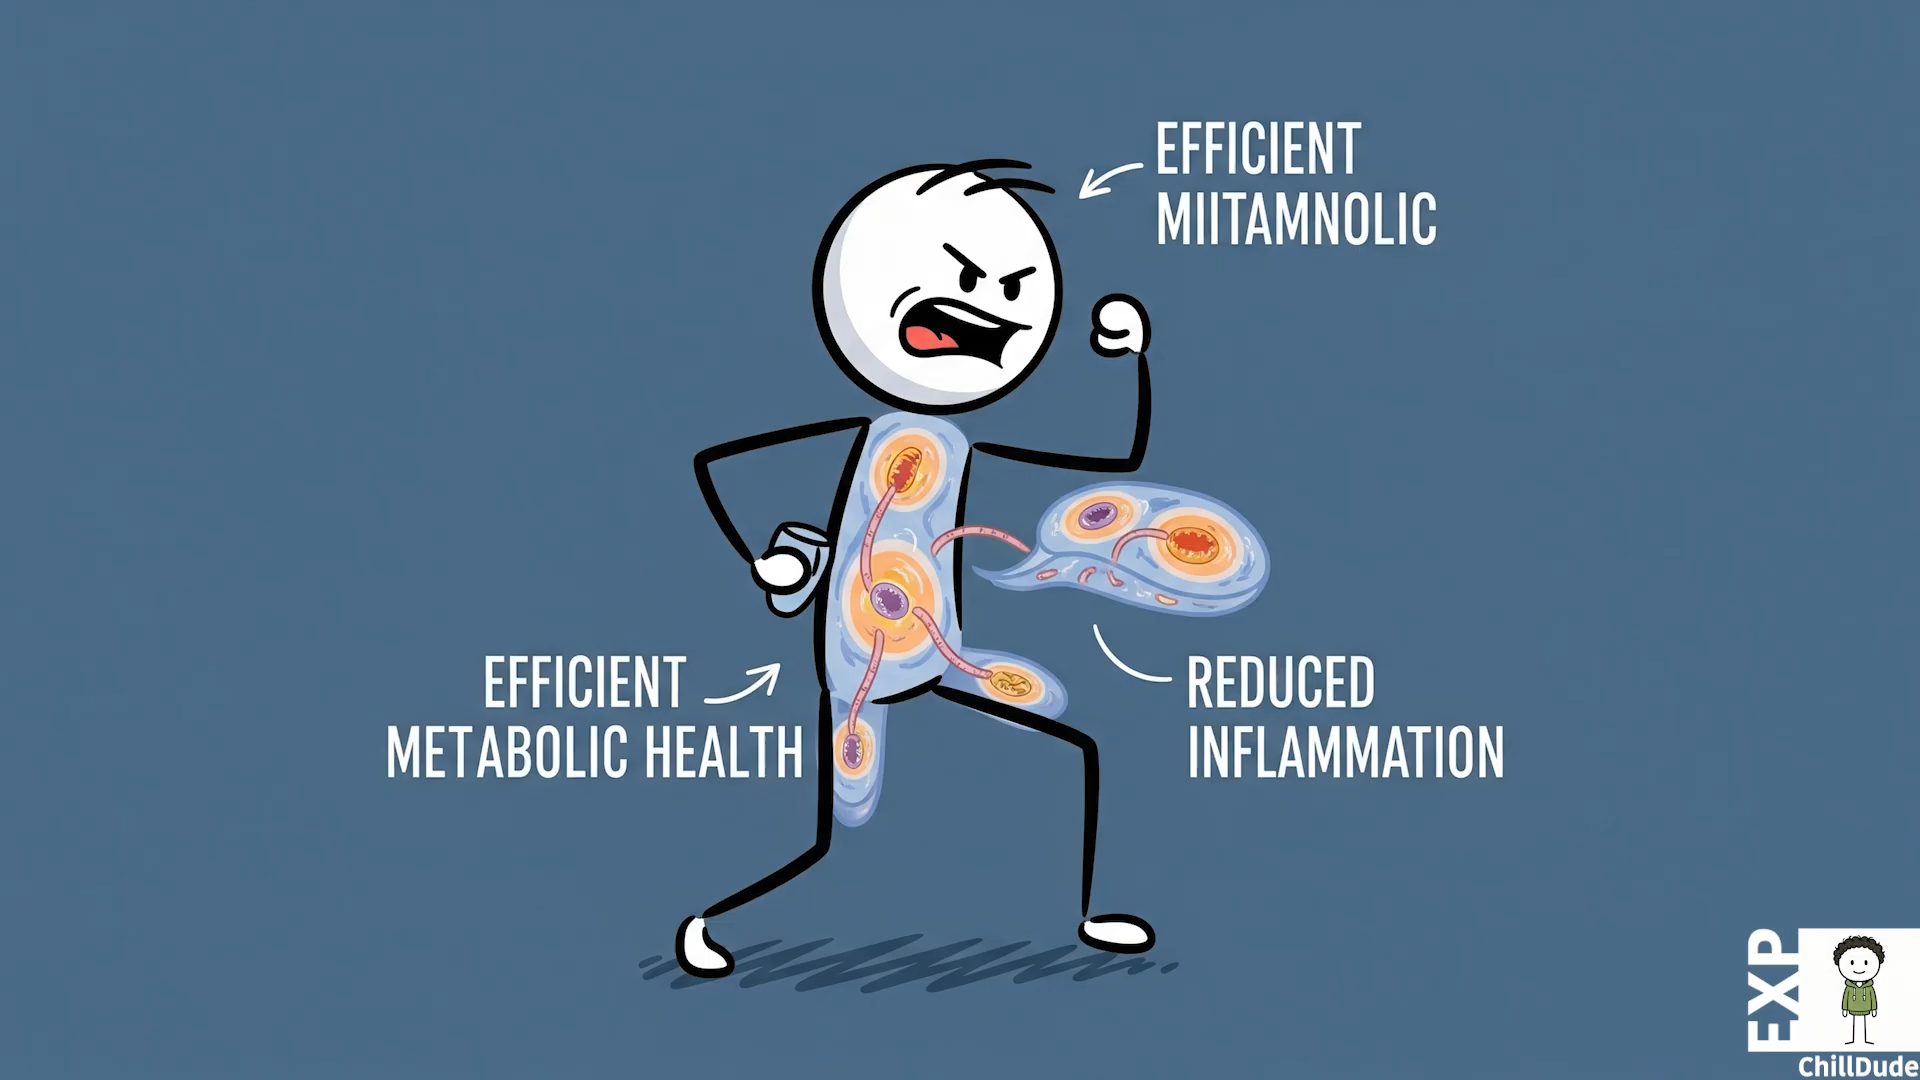 EFFICIENT
MIITAMNOLIC
EFFICIENT
METABOLIC HEALTH
REDUCED
INFLAMMATION
EXP
ChillDude